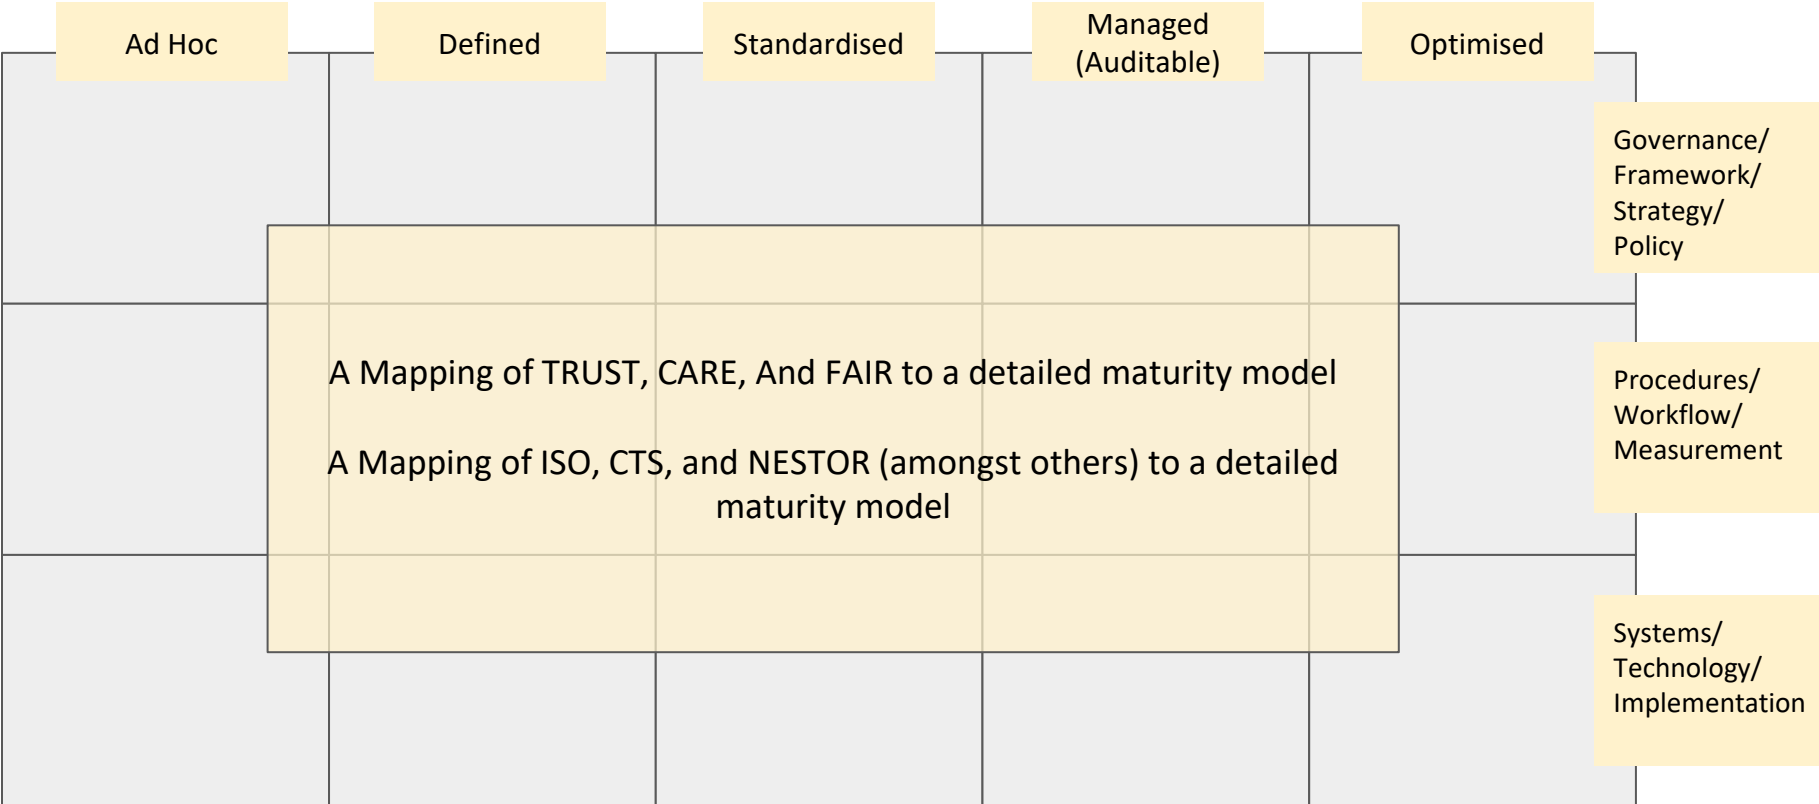 Ad Hoc
Defined
Standardised
Managed
(Auditable)
Optimised
Governance/
Framework/
Strategy/
Policy
A Mapping of TRUST, CARE, And FAIR to a detailed maturity model
A Mapping of ISO, CTS, and NESTOR (amongst others) to a detailed
maturity model
Procedures/
Workflow/
Measurement
Systems/
Technology/
Implementation